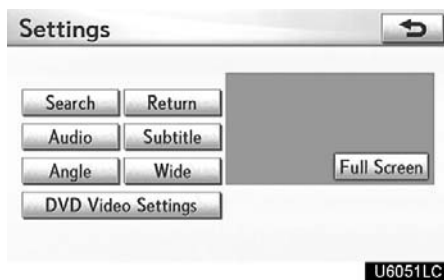 Settings
Search Return
Audio Subtitle
Angle Wide
Full Screen
DVD Video Settings
U6051LC